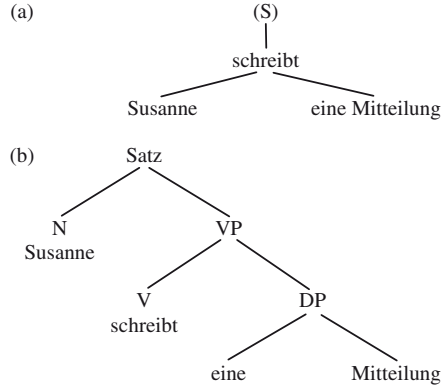 (a) (S)
schreibt
Susanne eine Mitteilung
(b) Satz
N VP
Susanne
V DP
schreibt
eine Mitteilung